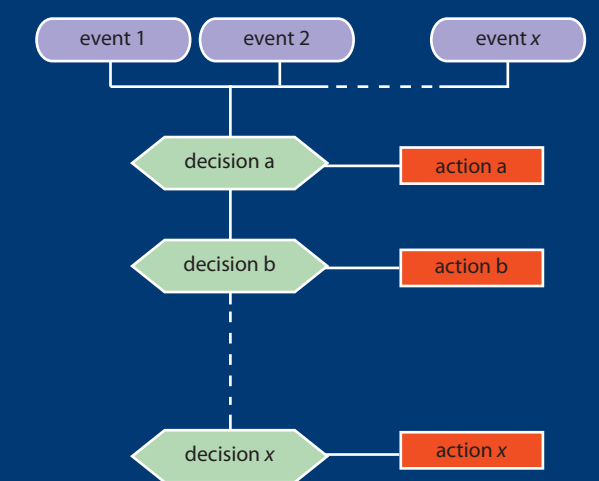 event 1
event 2
event x
decision a
action a
decision b
action b
decision x
action x